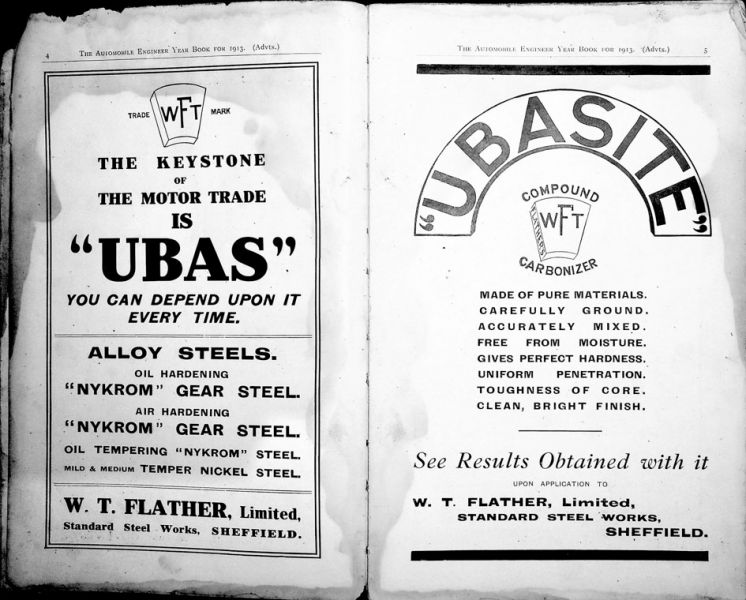 4 THE AUTOMOBILE ENGINEER YEAR BOOK FOR 1913. (Advts.)
TRADE WFT MARK
THE KEYSTONE
OF
THE MOTOR TRADE
IS
"UBAS"
YOU CAN DEPEND UPON IT
EVERY TIME.
ALLOY STEELS.
OIL HARDENING
"NYKROM" GEAR STEEL.
AIR HARDENING
"NYKROM" GEAR STEEL.
OIL TEMPERING "NYKROM" STEEL.
MILD & MEDIUM TEMPER NICKEL STEEL.
W. T. FLATHER, Limited,
Standard Steel Works, SHEFFIELD.
THE AUTOMOBILE ENGINEER YEAR BOOK FOR 1913. (Advts.) 5
"UBASITE"
COMPOUND
FLATHER'S WFT
CARBONIZER
MADE OF PURE MATERIALS.
CAREFULLY GROUND.
ACCURATELY MIXED.
FREE FROM MOISTURE.
GIVES PERFECT HARDNESS.
UNIFORM PENETRATION.
TOUGHNESS OF CORE.
CLEAN, BRIGHT FINISH.
See Results Obtained with it
UPON APPLICATION TO
W. T. FLATHER, Limited,
STANDARD STEEL WORKS,
SHEFFIELD.